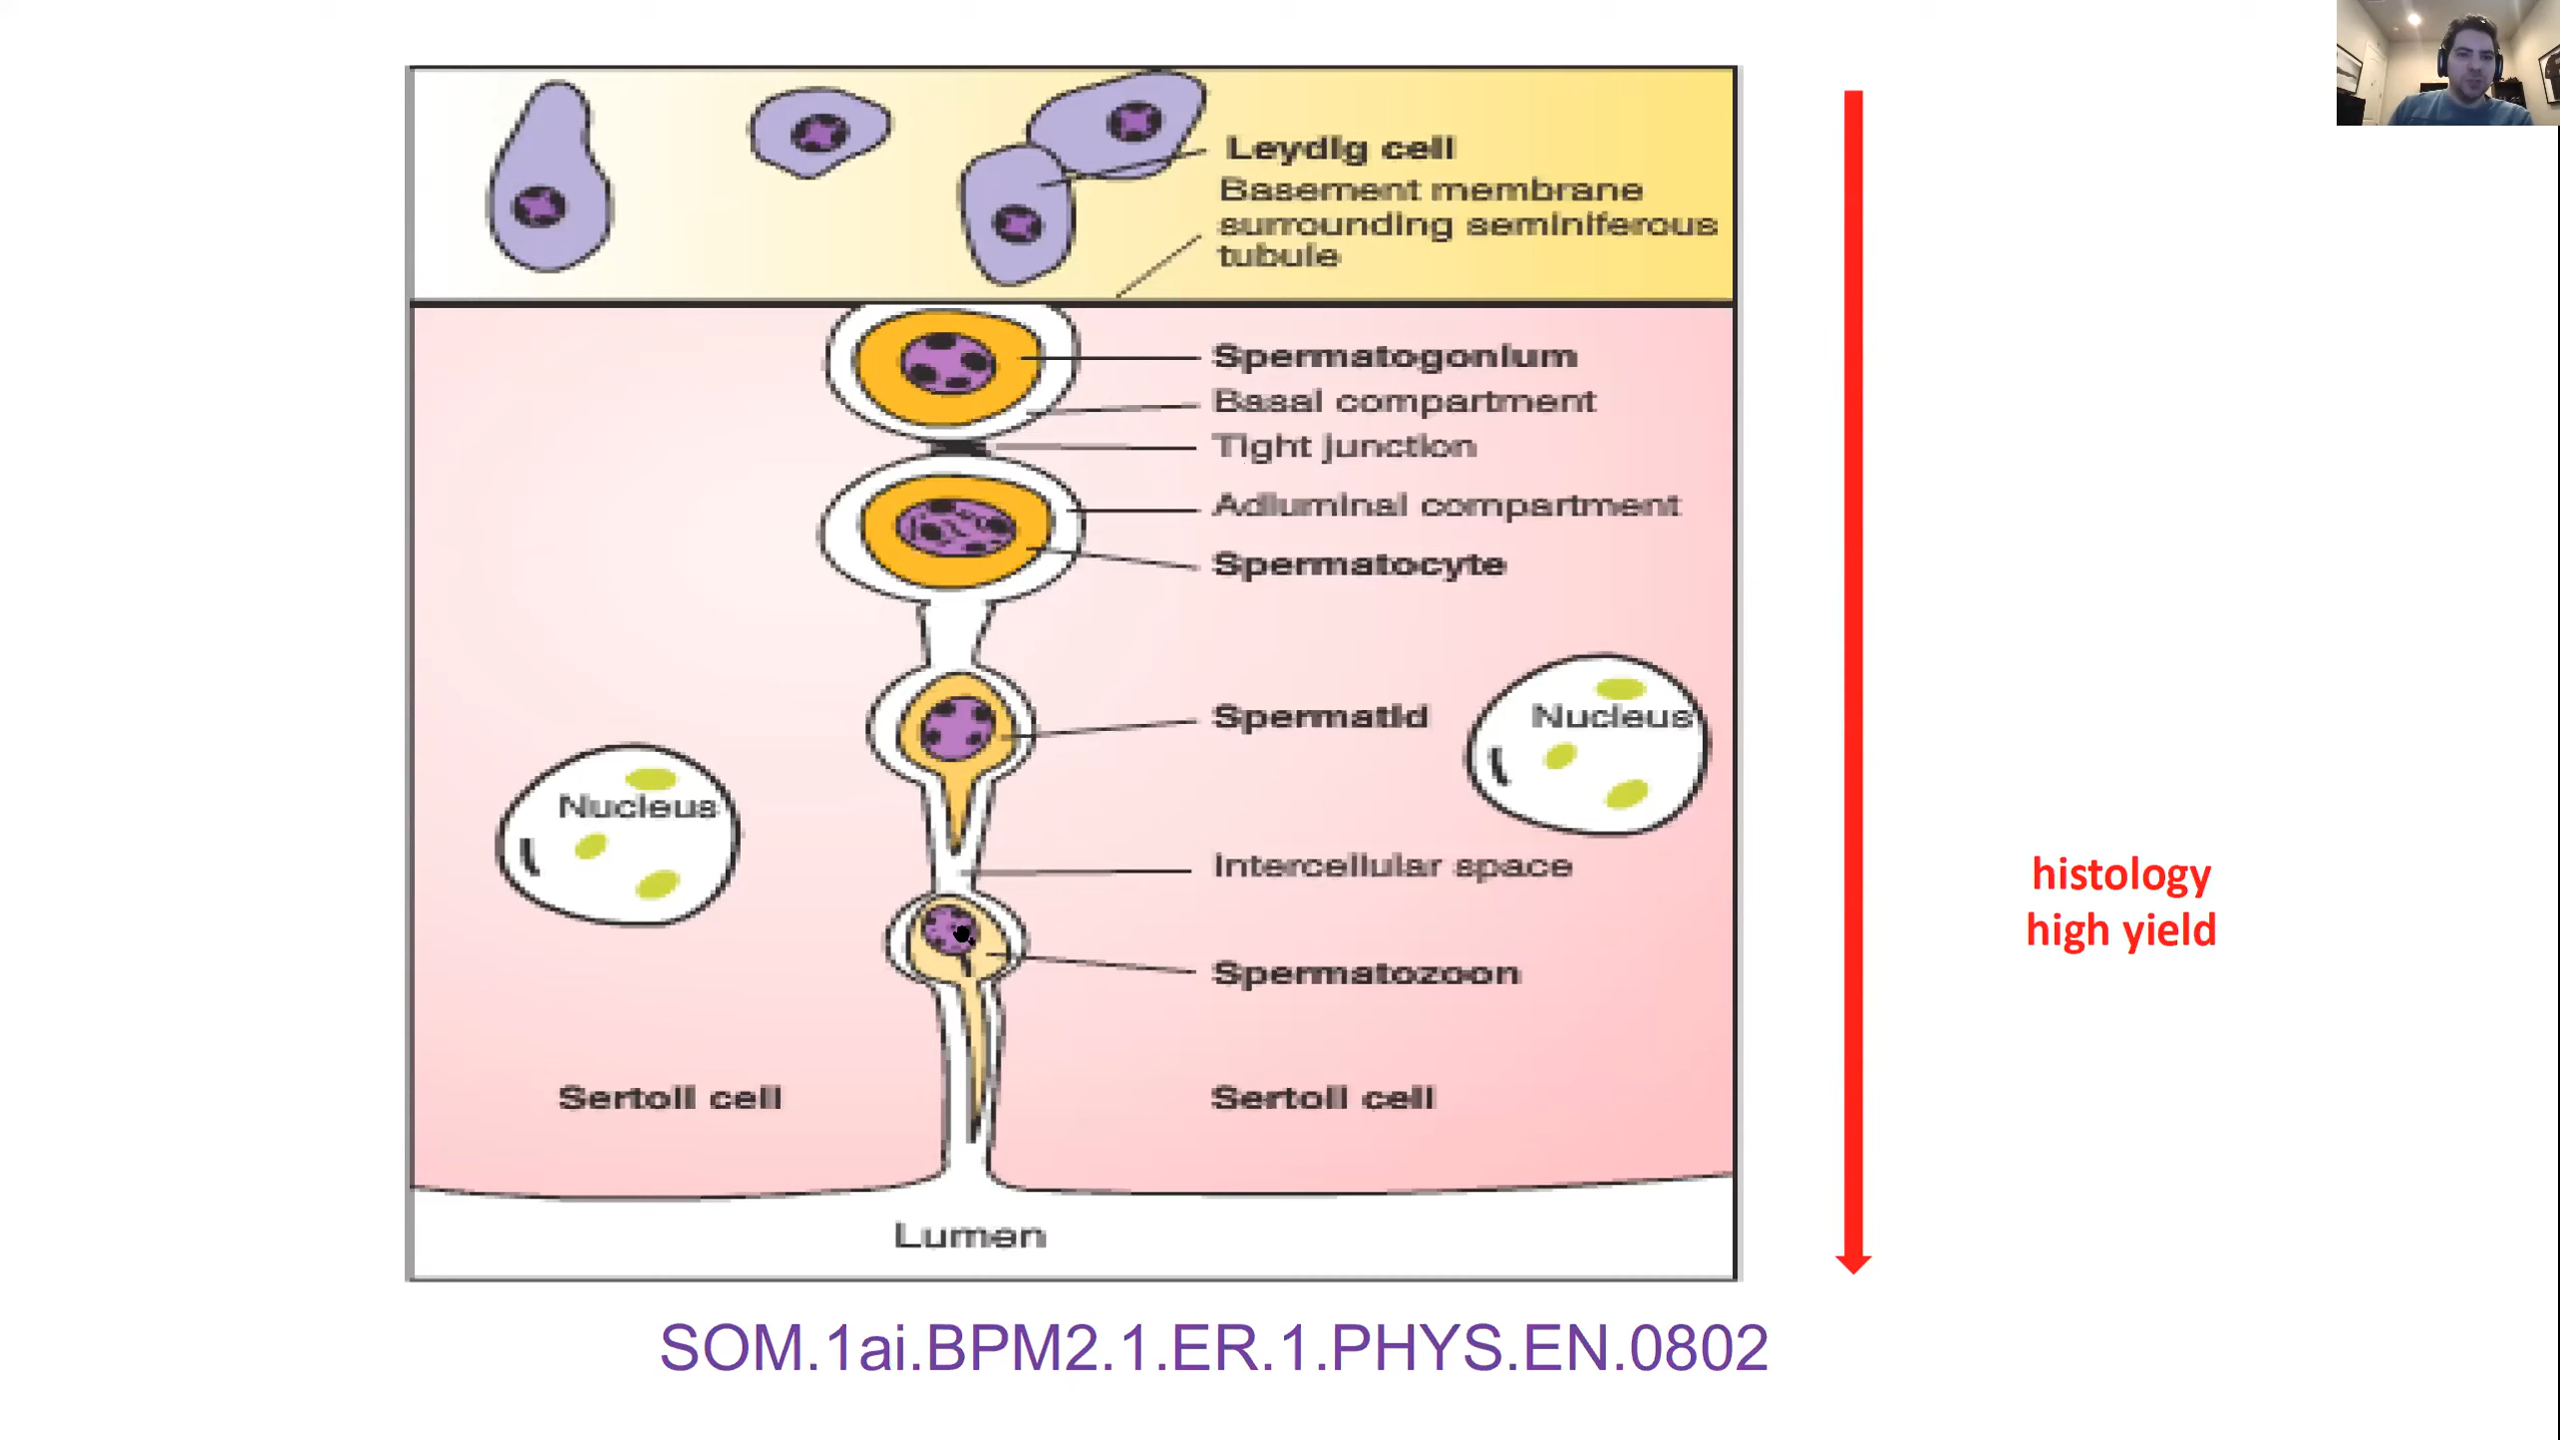 Leydig cell
Basement membrane
surrounding seminiferous
tubule
Spermatogonium
Basal compartment
Tight junction
Adluminal compartment
Spermatocyte
Spermatid
Nucleus
Nucleus
Intercellular space
Spermatozoon
Sertoli cell
Sertoli cell
Lumen
histology
high yield
SOM.1ai.BPM2.1.ER.1.PHYS.EN.0802